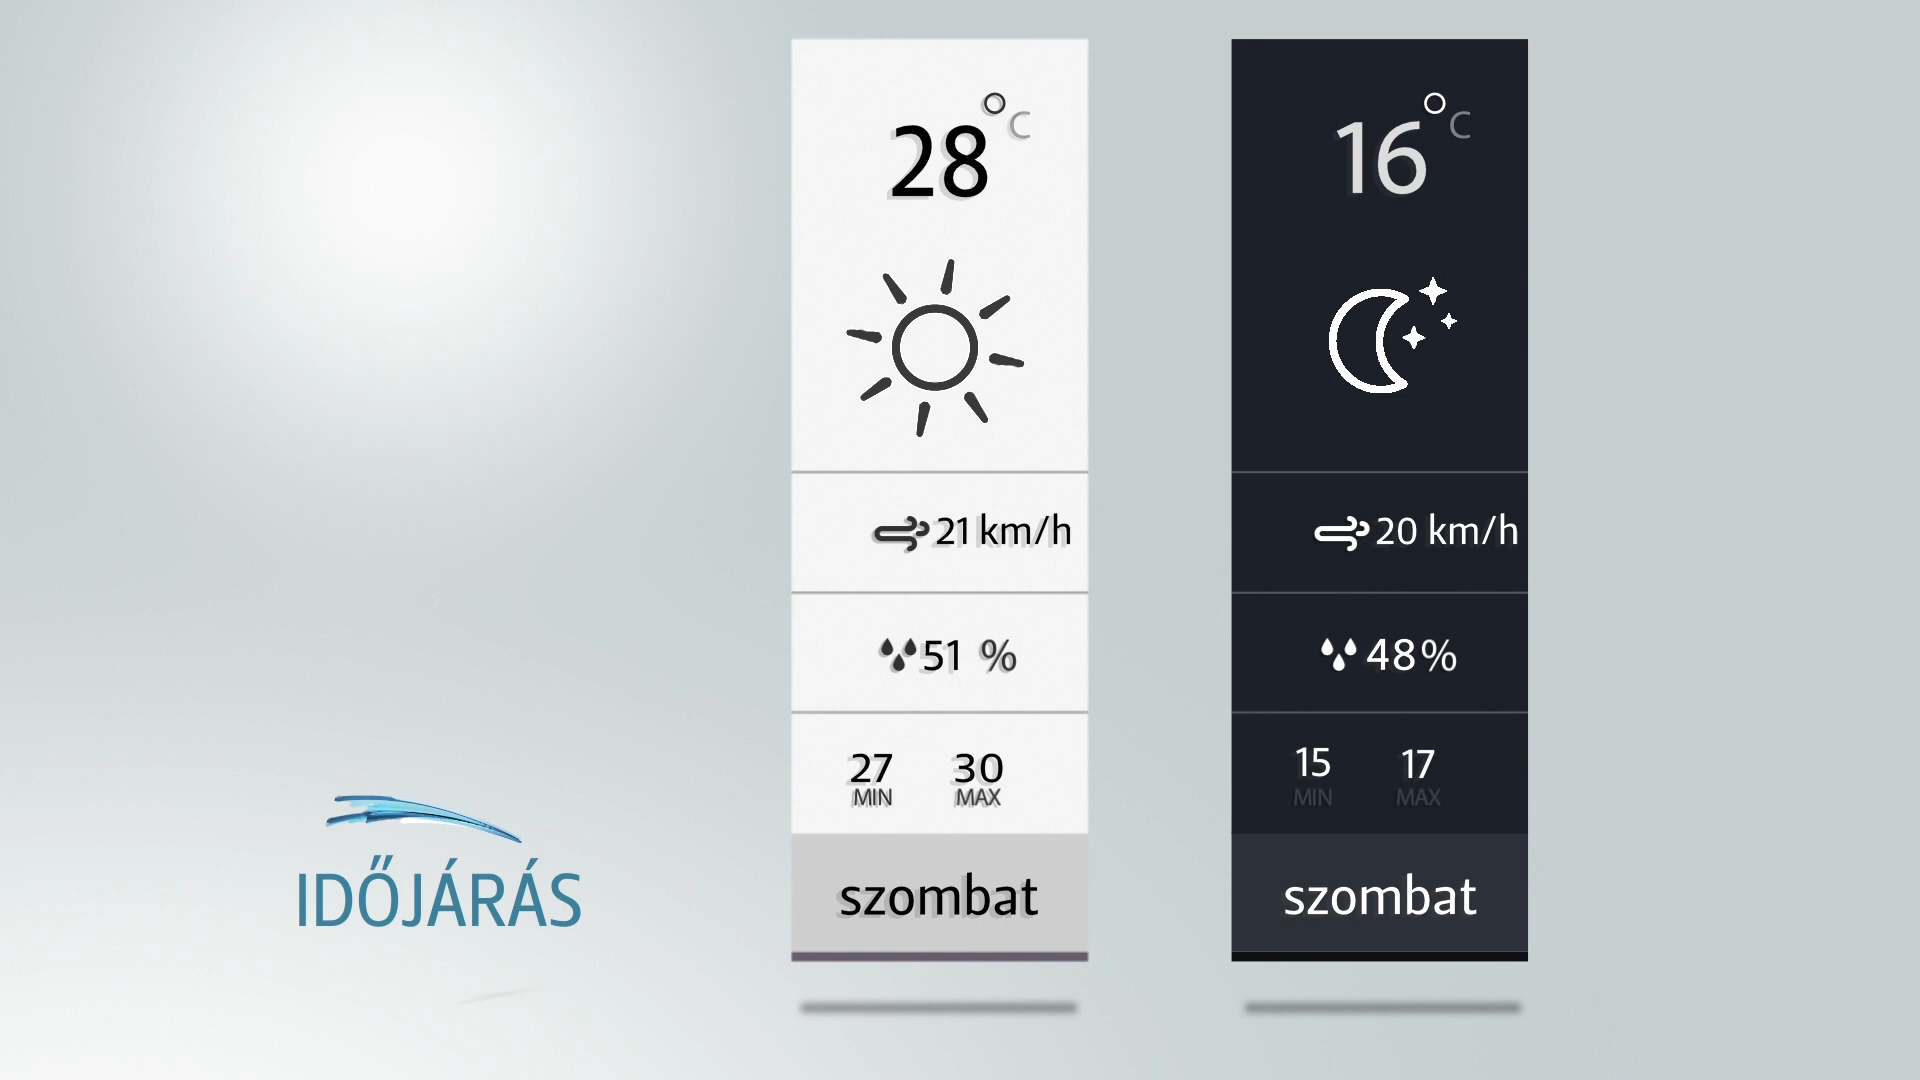 28 °C
21 km/h
51 %
27 30
MIN MAX
szombat
16 °C
20 km/h
48%
15 17
MIN MAX
szombat
IDŐJÁRÁS